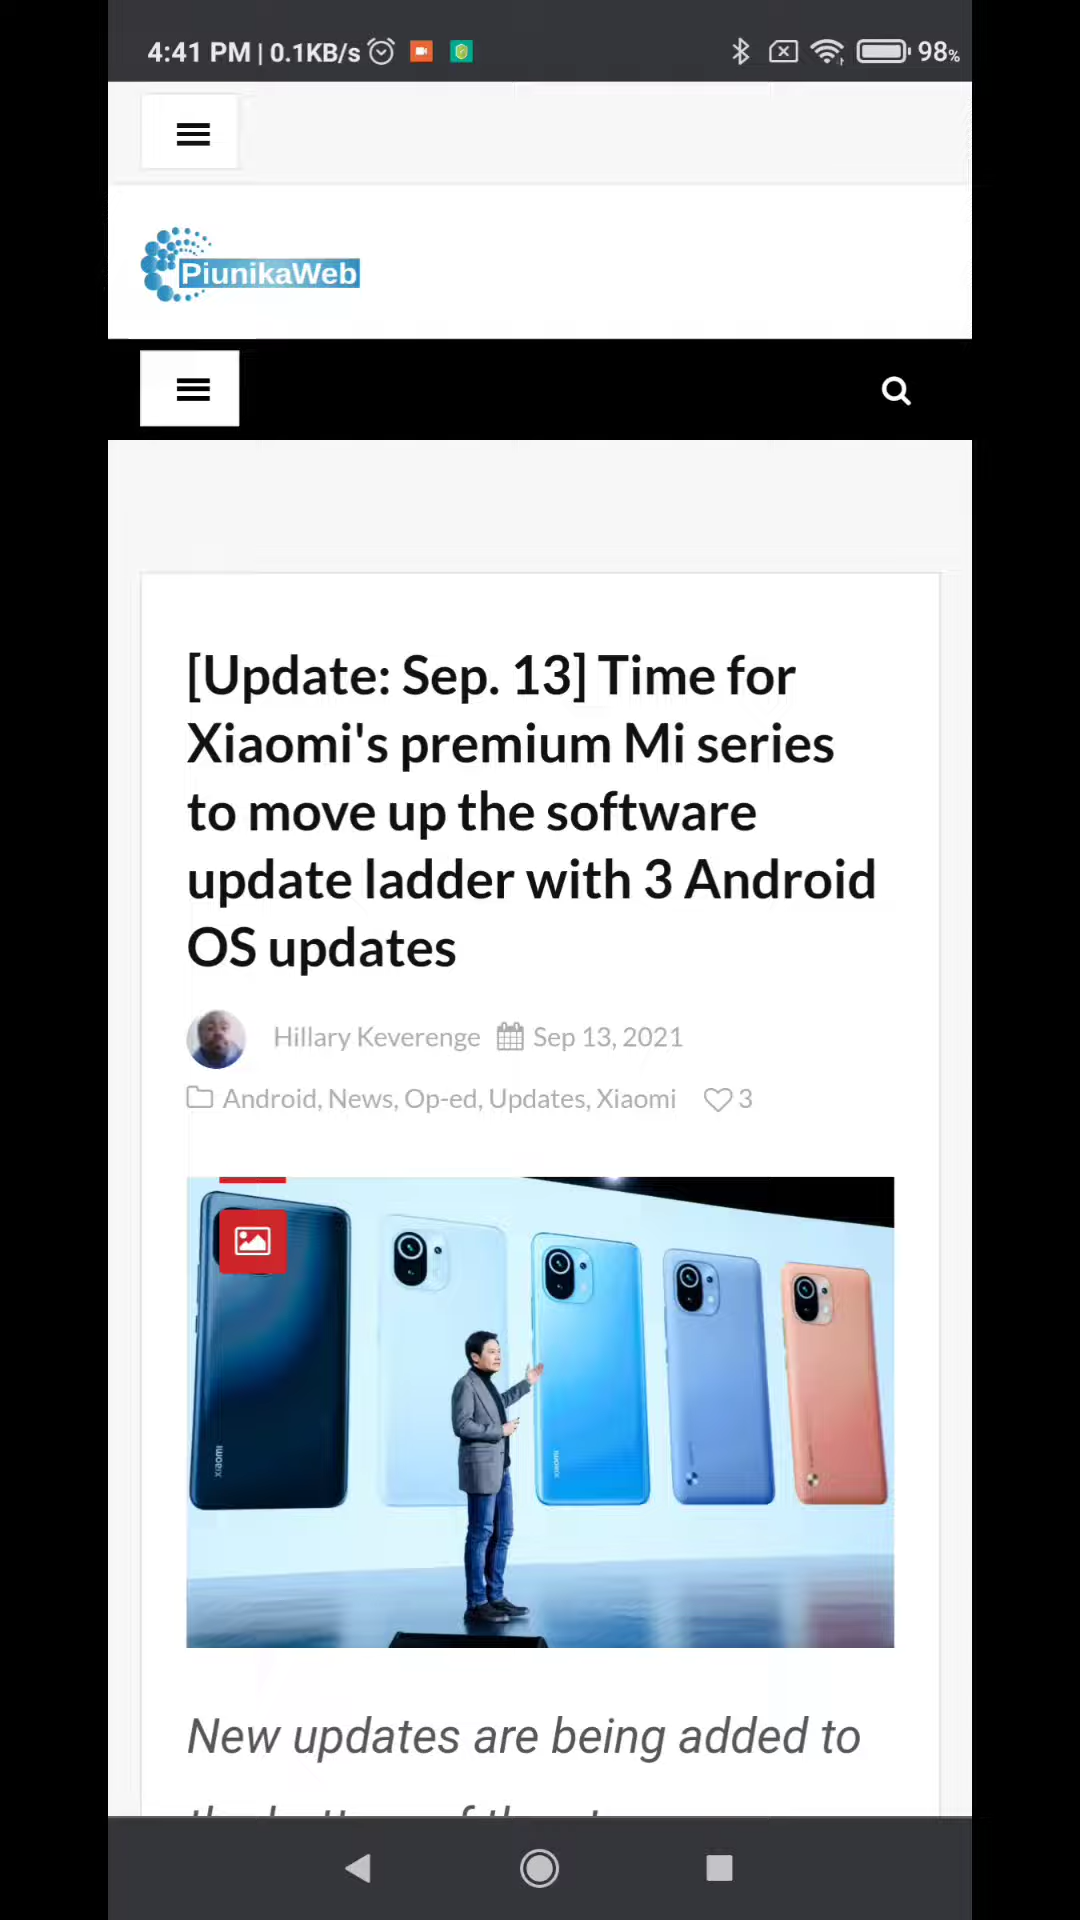 4:41 PM | 0.1KB/s 98%
PiunikaWeb
[Update: Sep. 13] Time for
Xiaomi's premium Mi series
to move up the software
update ladder with 3 Android
OS updates
Hillary Keverenge Sep 13, 2021
Android, News, Op-ed, Updates, Xiaomi 3
xiaomi
xiaomi
New updates are being added to